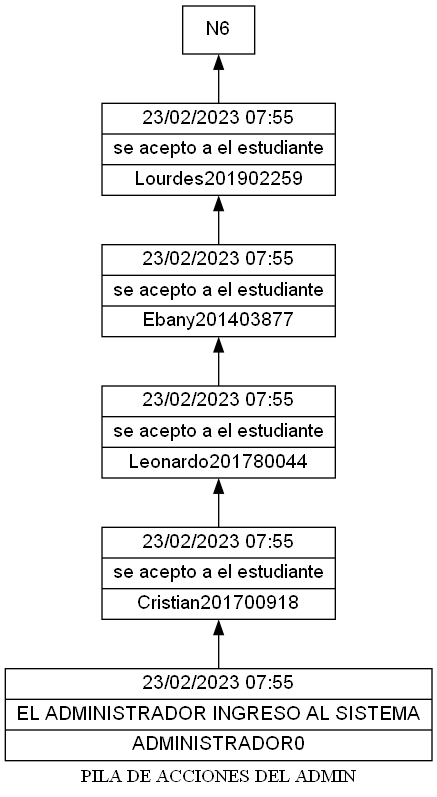 N6
23/02/2023 07:55
se acepto a el estudiante
Lourdes201902259
23/02/2023 07:55
se acepto a el estudiante
Ebany201403877
23/02/2023 07:55
se acepto a el estudiante
Leonardo201780044
23/02/2023 07:55
se acepto a el estudiante
Cristian201700918
23/02/2023 07:55
EL ADMINISTRADOR INGRESO AL SISTEMA
ADMINISTRADOR0
PILA DE ACCIONES DEL ADMIN